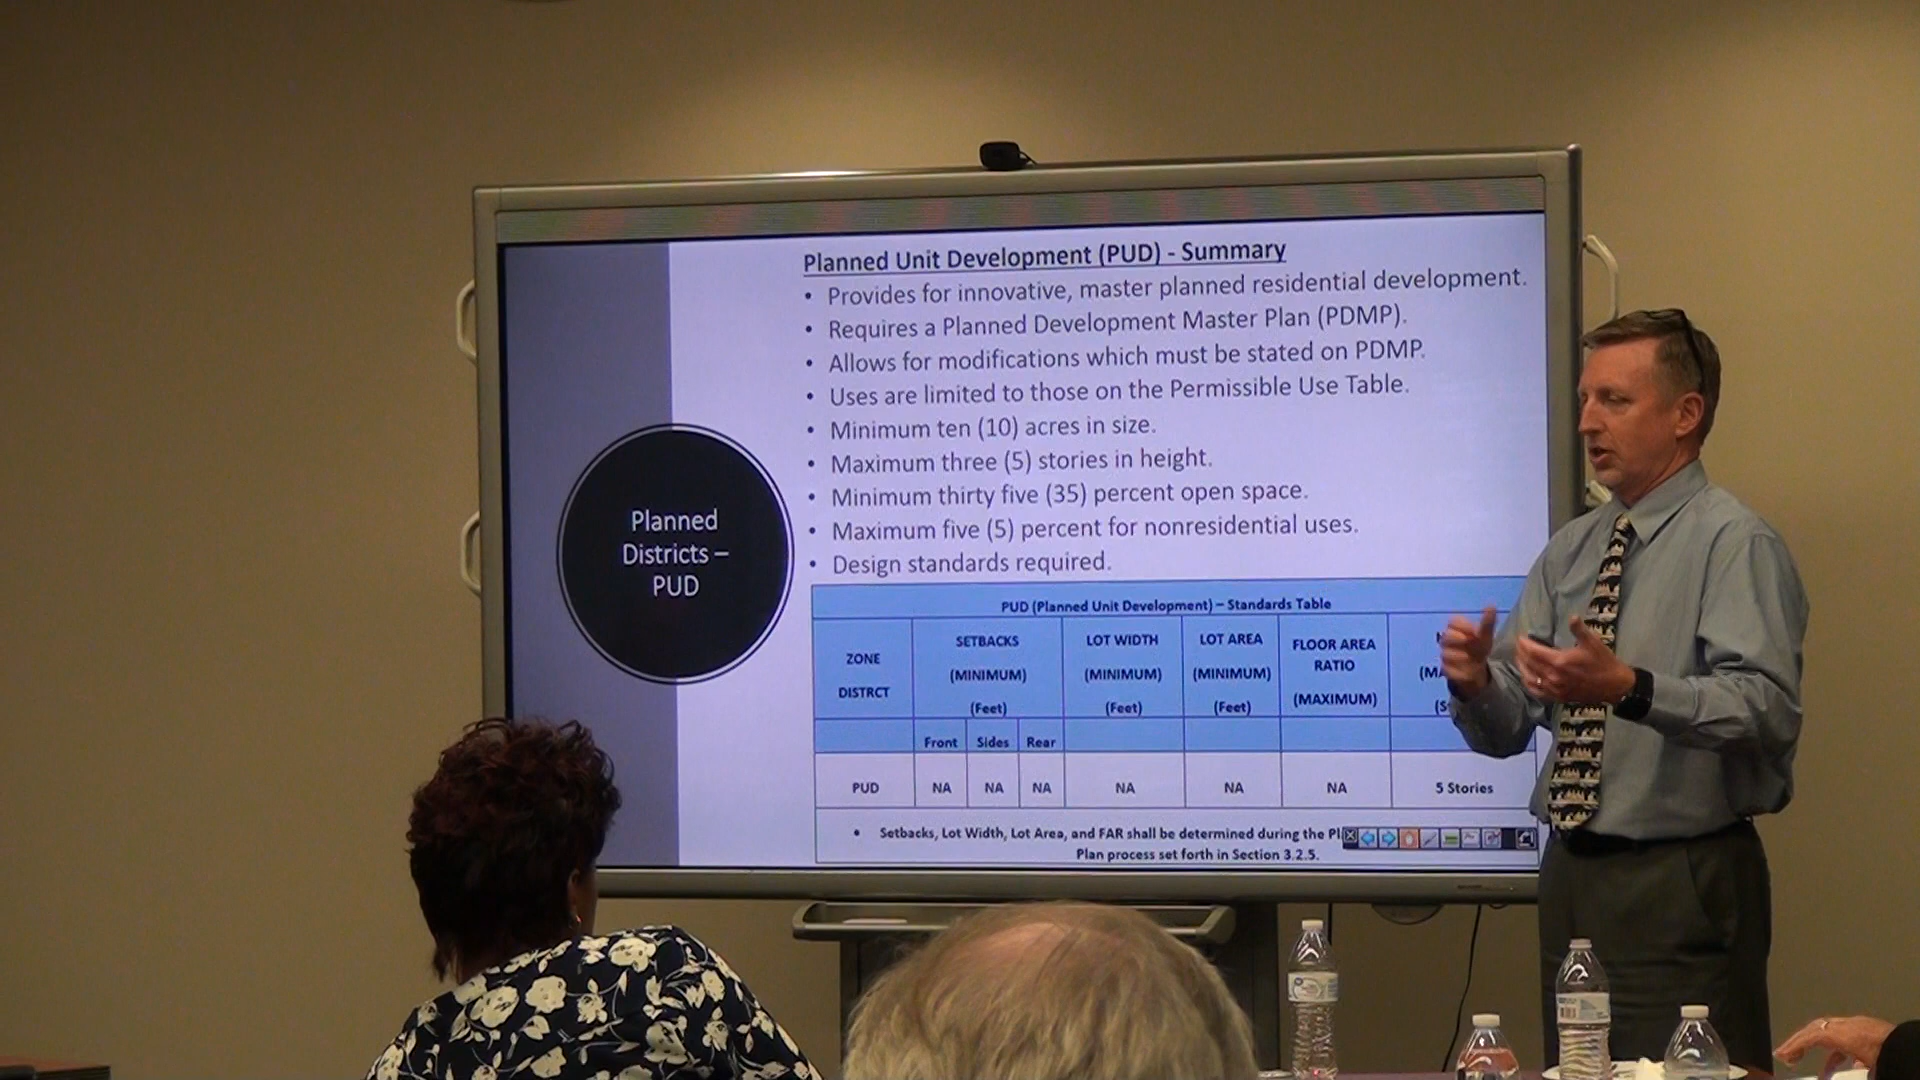 Planned Unit Development (PUD) - Summary
• Provides for innovative, master planned residential development.
• Requires a Planned Development Master Plan (PDMP).
• Allows for modifications which must be stated on PDMP.
• Uses are limited to those on the Permissible Use Table.
• Minimum ten (10) acres in size.
• Maximum three (5) stories in height.
• Minimum thirty five (35) percent open space.
• Maximum five (5) percent for nonresidential uses.
• Design standards required.
Planned
Districts –
PUD
PUD (Planned Unit Development) – Standards Table
ZONE
DISTRCT
SETBACKS
(MINIMUM)
(Feet)
LOT WIDTH
(MINIMUM)
(Feet)
LOT AREA
(MINIMUM)
(Feet)
FLOOR AREA
RATIO
(MAXIMUM)
Front Sides Rear
PUD NA NA NA NA NA NA 5 Stories
• Setbacks, Lot Width, Lot Area, and FAR shall be determined during the
Plan process set forth in Section 3.2.5.